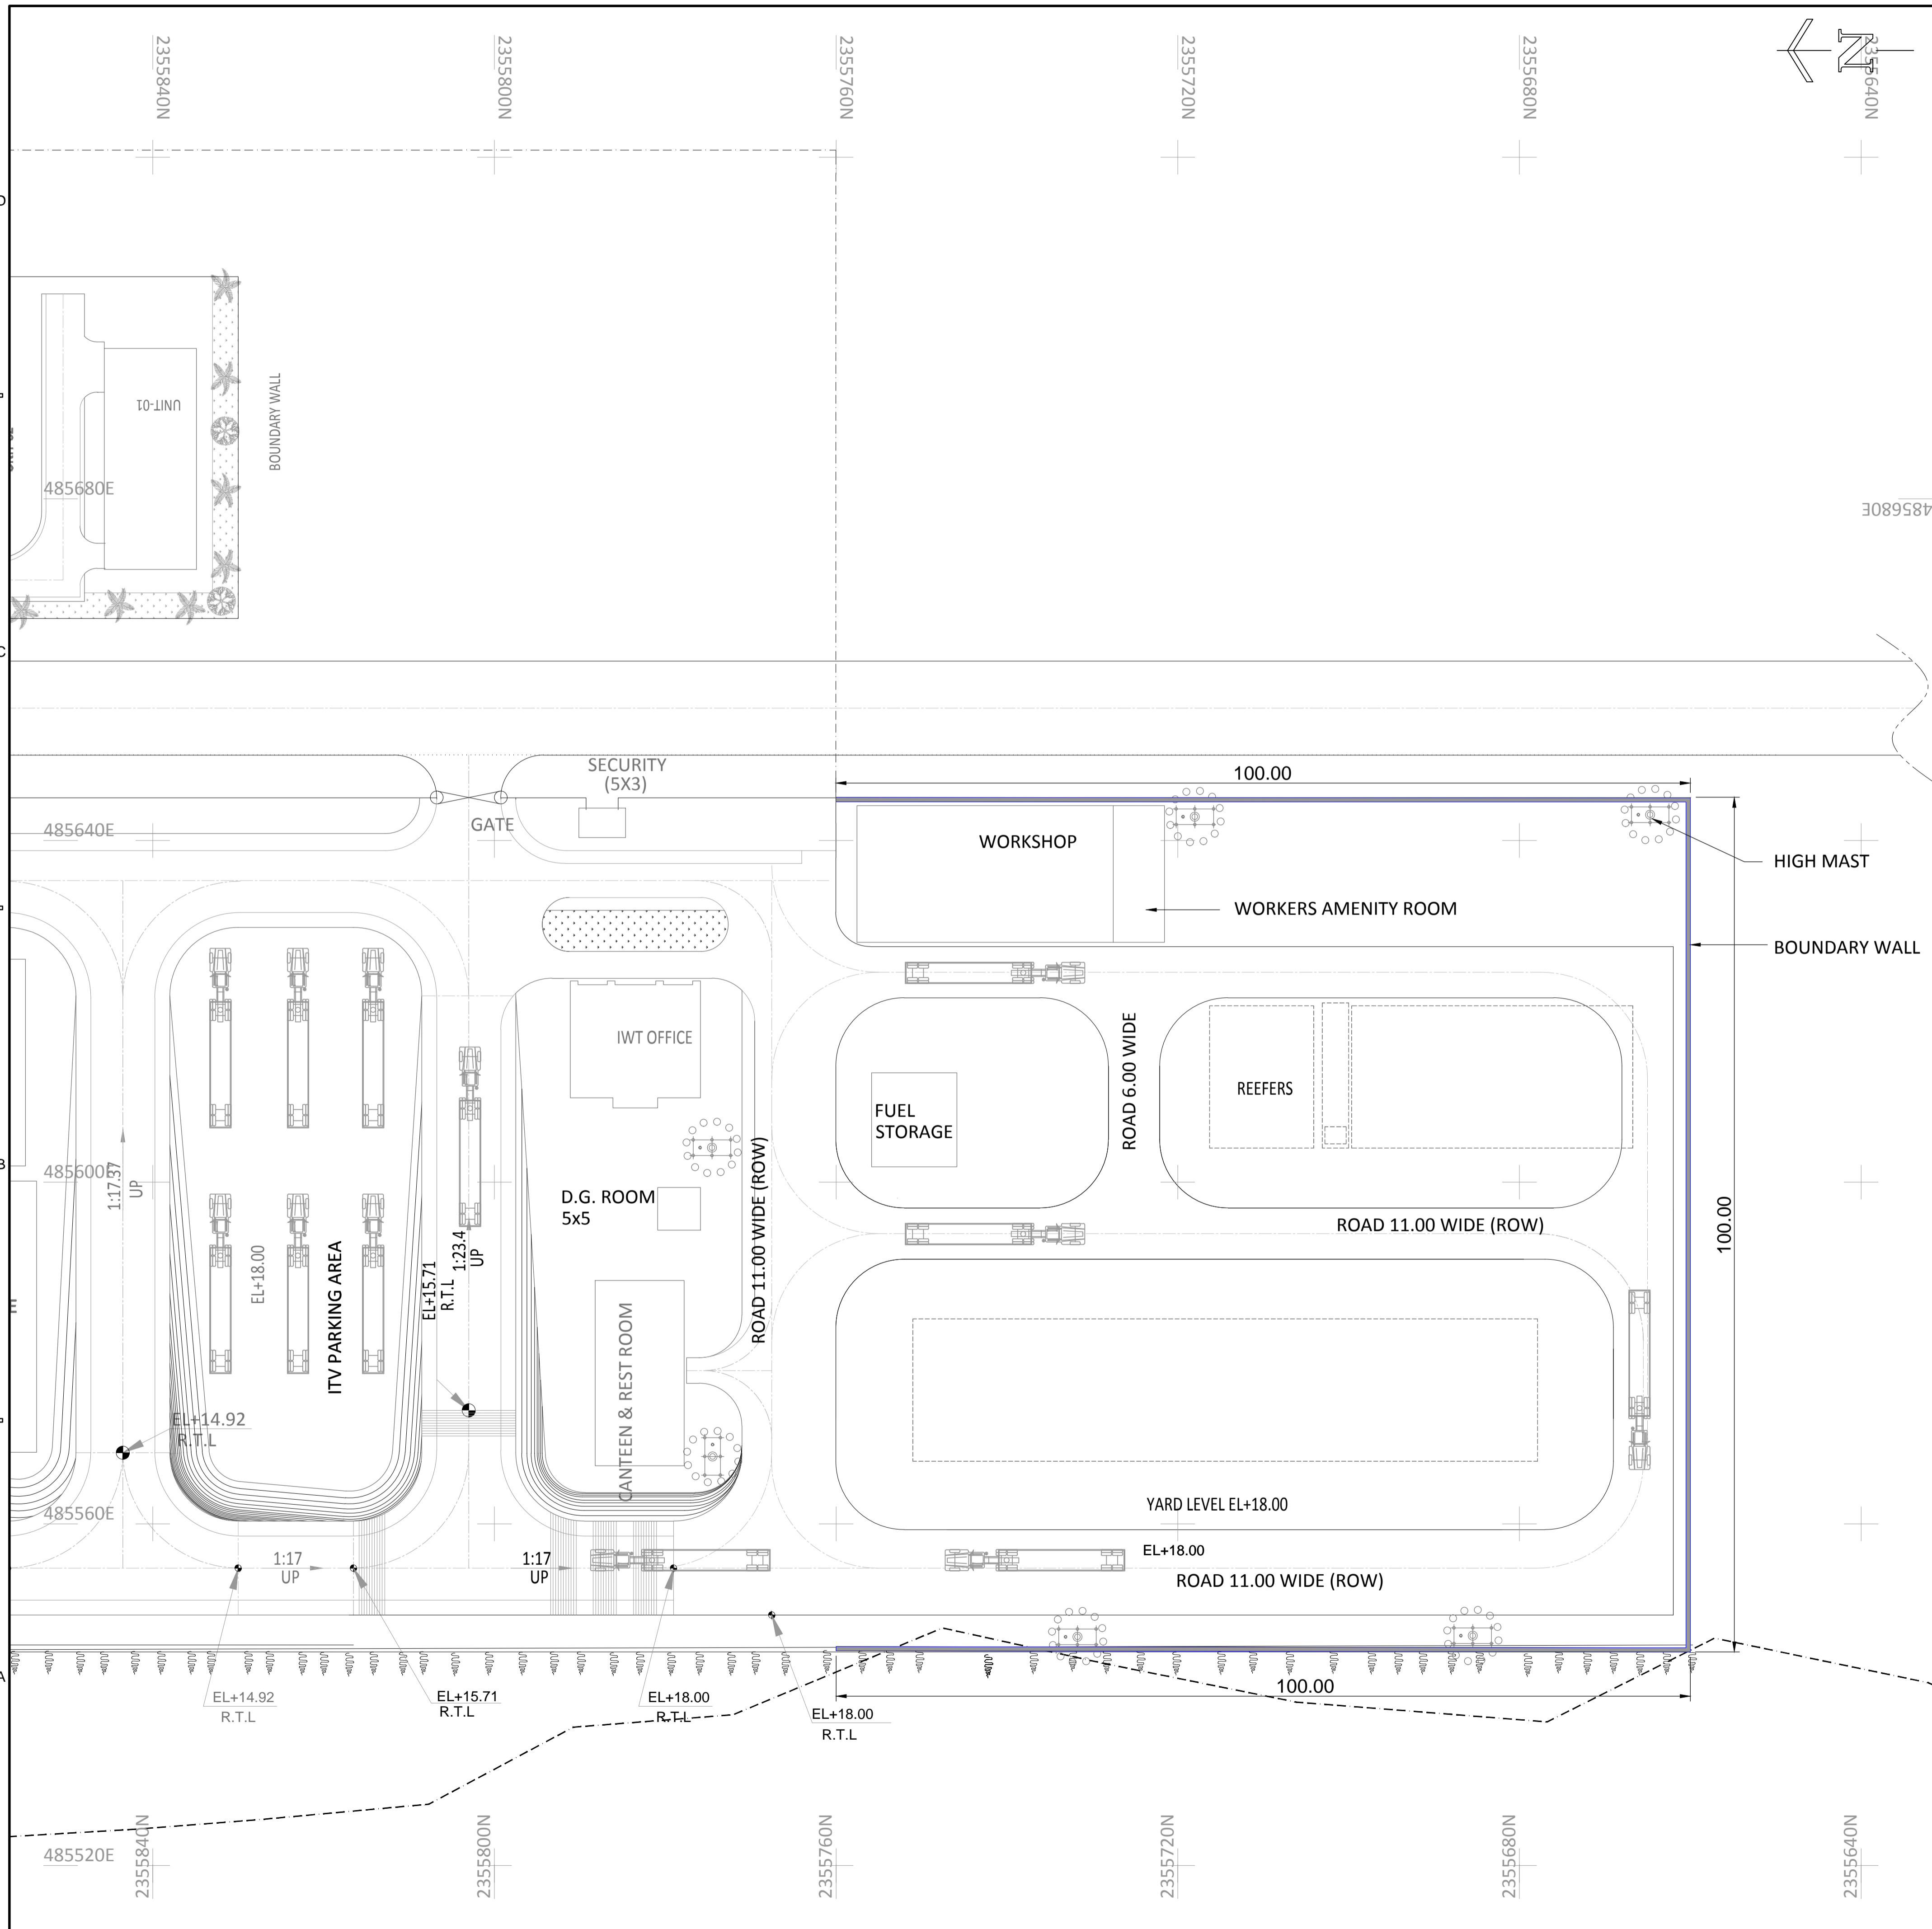 2355840N
2355800N
2355760N
2355720N
2355680N
2355640N
N
D
UNIT-01
BOUNDARY WALL
485680E
485680E
C
SECURITY
(5X3)
GATE
100.00
485640E
WORKSHOP
HIGH MAST
WORKERS AMENITY ROOM
BOUNDARY WALL
IWT OFFICE
FUEL
STORAGE
ROAD 6.00 WIDE
REEFERS
B
485600E
1:17.37
UP
D.G. ROOM
5x5
ROAD 11.00 WIDE (ROW)
ROAD 11.00 WIDE (ROW)
100.00
EL+18.00
ITV PARKING AREA
EL+15.71
R.T.L
1:23.4
UP
CANTEEN & REST ROOM
EL+14.92
R.T.L
485560E
YARD LEVEL EL+18.00
EL+18.00
1:17
UP
1:17
UP
ROAD 11.00 WIDE (ROW)
A
EL+14.92
R.T.L
EL+15.71
R.T.L
EL+18.00
R.T.L
EL+18.00
R.T.L
100.00
485520E
2355840N
2355800N
2355760N
2355720N
2355680N
2355640N